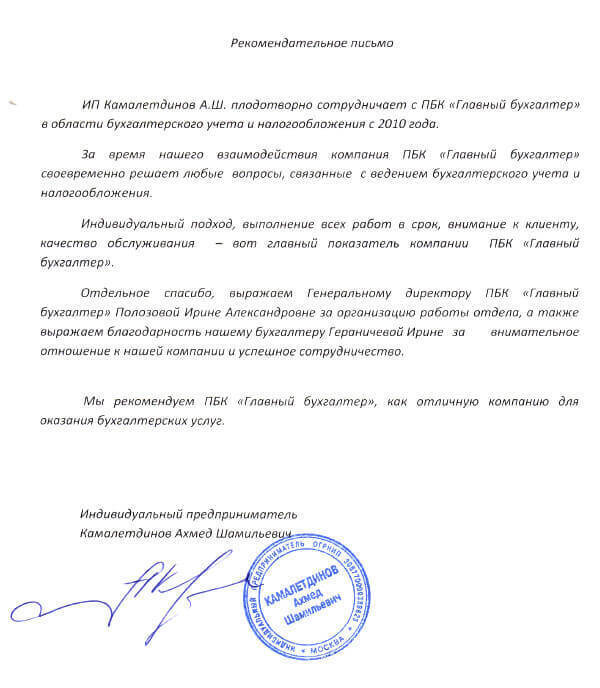 Рекомендательное письмо
ИП Камалетдинов А.Ш. плодотворно сотрудничает с ПБК «Главный бухгалтер»
в области бухгалтерского учета и налогообложения с 2010 года.
За время нашего взаимодействия компания ПБК «Главный бухгалтер»
своевременно решает любые вопросы, связанные с ведением бухгалтерского учета и
налогообложения.
Индивидуальный подход, выполнение всех работ в срок, внимание к клиенту,
качество обслуживания – вот главный показатель компании ПБК «Главный
бухгалтер».
Отдельное спасибо, выражаем Генеральному директору ПБК «Главный
бухгалтер» Полозовой Ирине Александровне за организацию работы отдела, а также
выражаем благодарность нашему бухгалтеру Гераничевой Ирине за внимательное
отношение к нашей компании и успешное сотрудничество.
Мы рекомендуем ПБК «Главный бухгалтер», как отличную компанию для
оказания бухгалтерских услуг.
Индивидуальный предприниматель
Камалетдинов Ахмед Шамильевич
ИНДИВИДУАЛЬНЫЙ ПРЕДПРИНИМАТЕЛЬ ОГРНИП
КАМАЛЕТДИНОВ
Ахмед
Шамильевич
МОСКВА